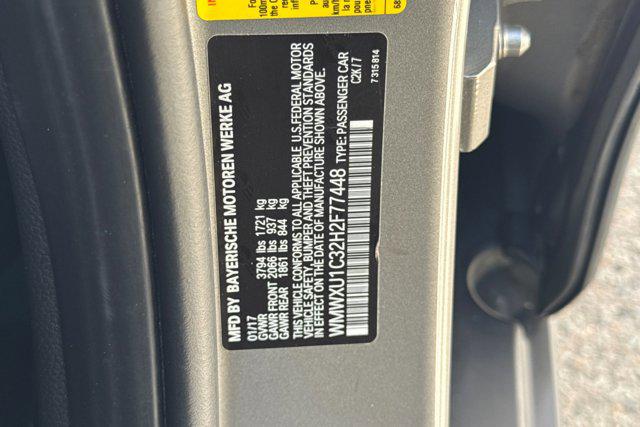 MFD BY BAYERISCHE MOTOREN WERKE AG
01/17
GVWR 3794 lbs 1721 kg
GAWR FRONT 2066 lbs 937 kg
GAWR REAR 1861 lbs 844 kg
THIS VEHICLE CONFORMS TO ALL APPLICABLE U.S.FEDERAL MOTOR
VEHICLE SAFETY, BUMPER AND THEFT PREVENTION STANDARDS
IN EFFECT ON THE DATE OF MANUFACTURE SHOWN ABOVE.
WMWXU1C32H2F77448 TYPE: PASSENGER CAR
C2X/7
7 315 814